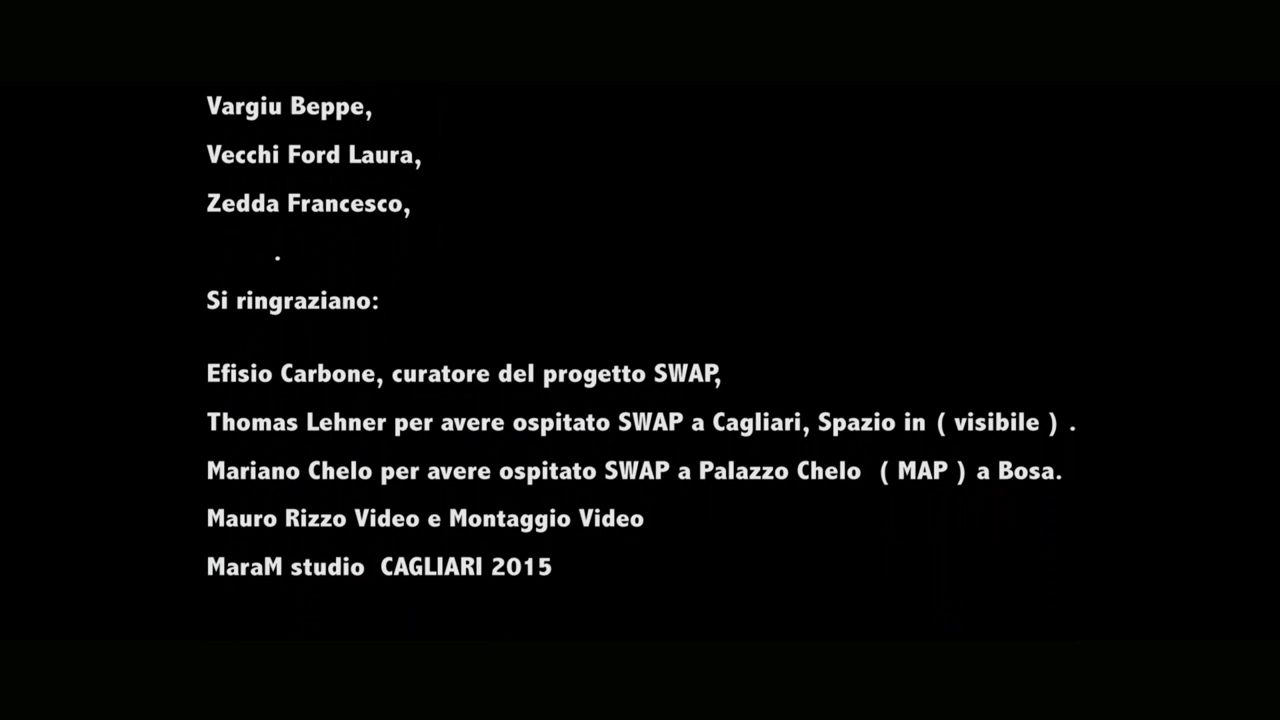 Vargiu Beppe,
Vecchi Ford Laura,
Zedda Francesco,
.
Si ringraziano:
Efisio Carbone, curatore del progetto SWAP,
Thomas Lehner per avere ospitato SWAP a Cagliari, Spazio in ( visibile ) .
Mariano Chelo per avere ospitato SWAP a Palazzo Chelo ( MAP ) a Bosa.
Mauro Rizzo Video e Montaggio Video
MaraM studio CAGLIARI 2015